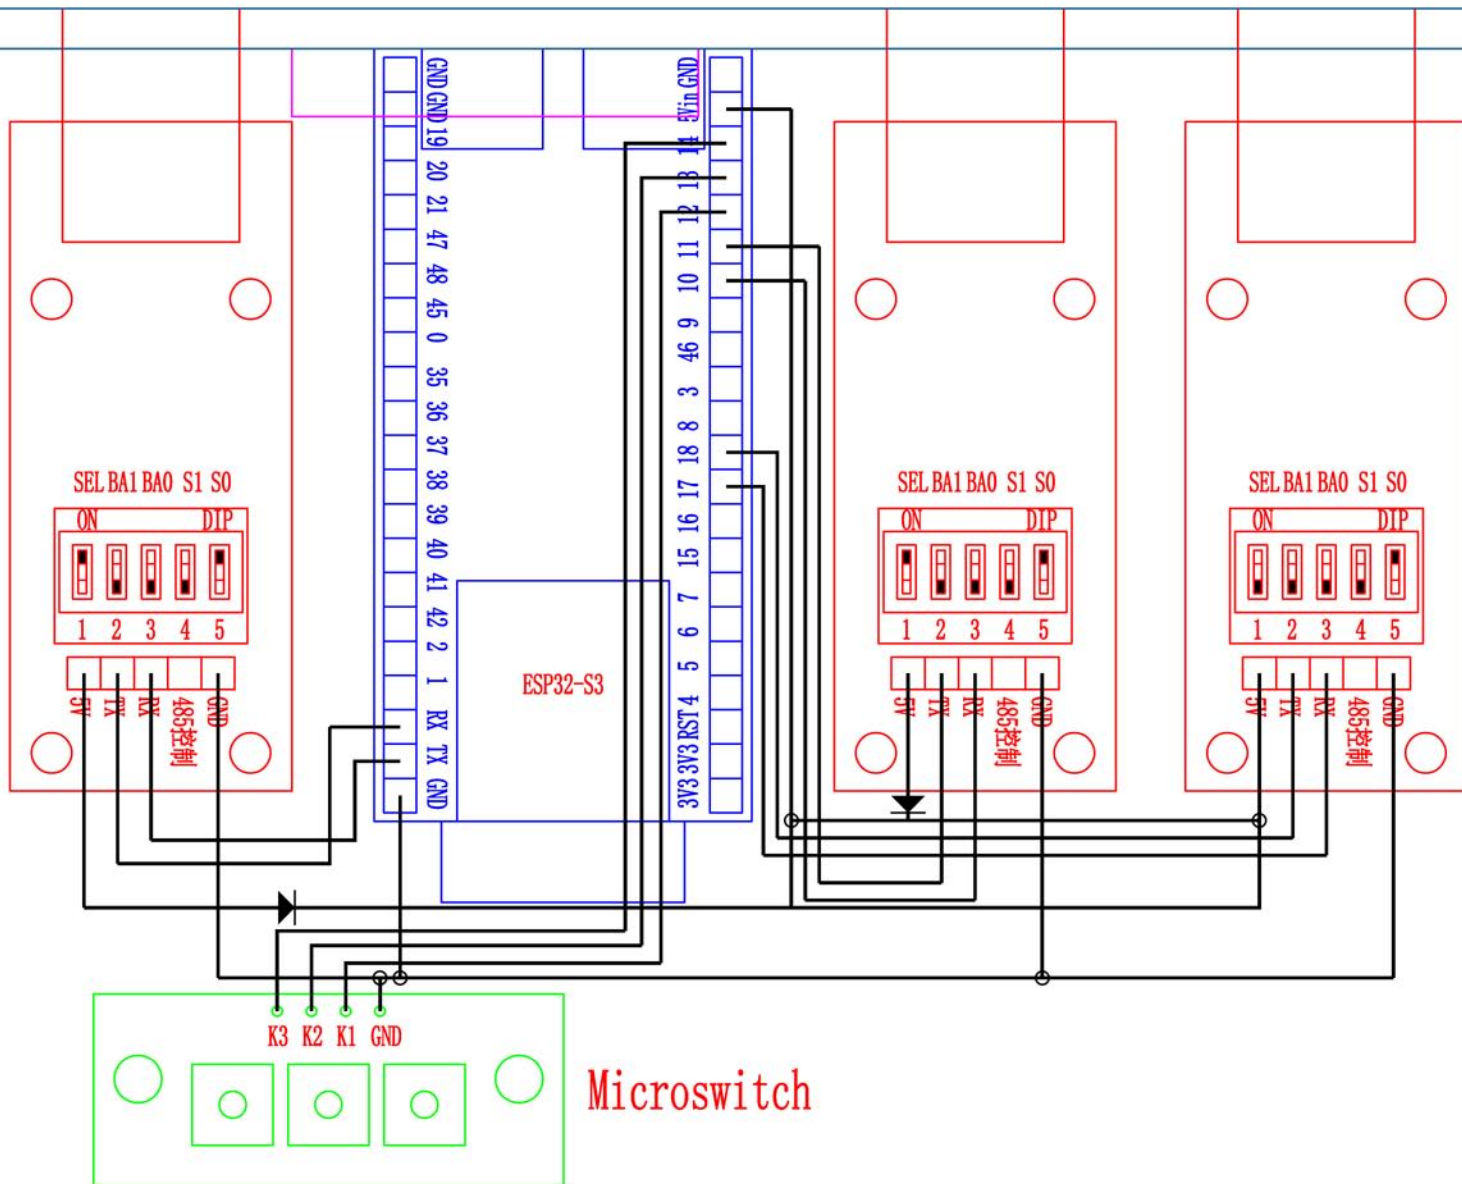 GND
GND
19
20
21
47
48
45
0
35
36
37
38
39
40
41
42
2
1
RX
TX
GND
GND
5Vin
14
13
12
11
10
9
46
3
8
18
17
16
15
7
6
5
4
RST
3V3
3V3
ESP32-S3
SEL BA1 BA0 S1 S0
ON DIP
1 2 3 4 5
5V
TX
RX
485控制
GND
SEL BA1 BA0 S1 S0
ON DIP
1 2 3 4 5
5V
TX
RX
485控制
GND
SEL BA1 BA0 S1 S0
ON DIP
1 2 3 4 5
5V
TX
RX
485控制
GND
K3 K2 K1 GND
Microswitch